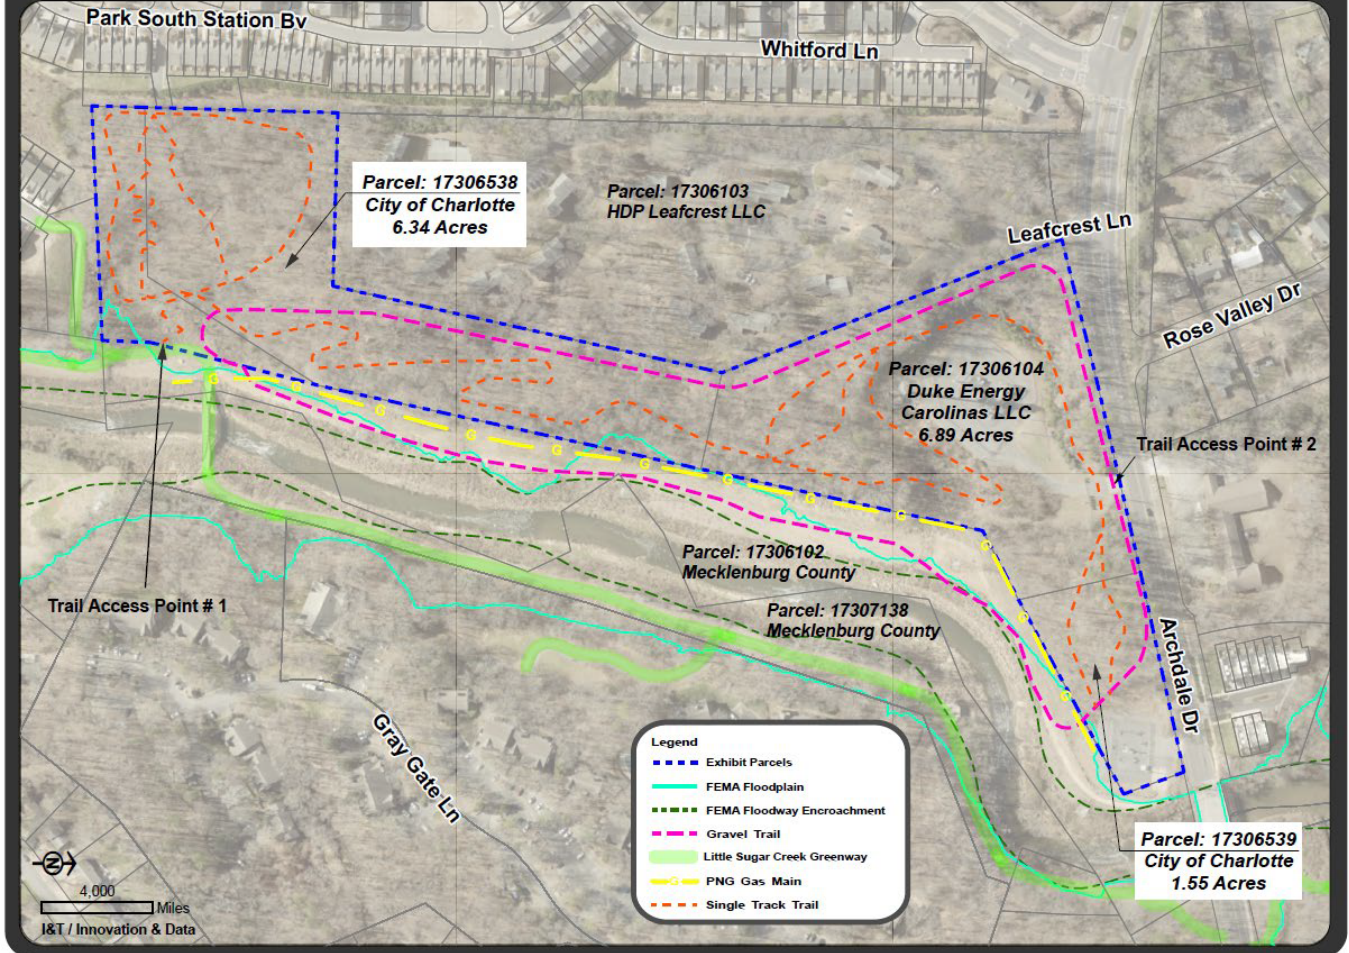 Park South Station Bv
Whitford Ln
Parcel: 17306538
City of Charlotte
6.34 Acres
Parcel: 17306103
HDP Leafcrest LLC
Leafcrest Ln
Rose Valley Dr
Parcel: 17306104
Duke Energy
Carolinas LLC
6.89 Acres
Trail Access Point # 2
G
G
G
G
G
G
G
G
G
G
G
G
Parcel: 17306102
Mecklenburg County
Trail Access Point # 1
Parcel: 17307138
Mecklenburg County
Archdale Dr
Gray Gate Ln
Legend
Exhibit Parcels
FEMA Floodplain
FEMA Floodway Encroachment
Gravel Trail
Little Sugar Creek Greenway
G PNG Gas Main
Single Track Trail
Parcel: 17306539
City of Charlotte
1.55 Acres
N
4,000
Miles
I&T / Innovation & Data